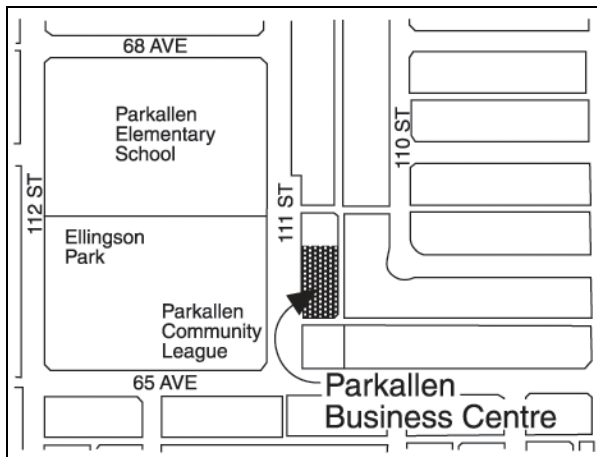 68 AVE
Parkallen
Elementary
School
110 ST
112 ST
111 ST
Ellingson
Park
Parkallen
Community
League
65 AVE
Parkallen
Business Centre